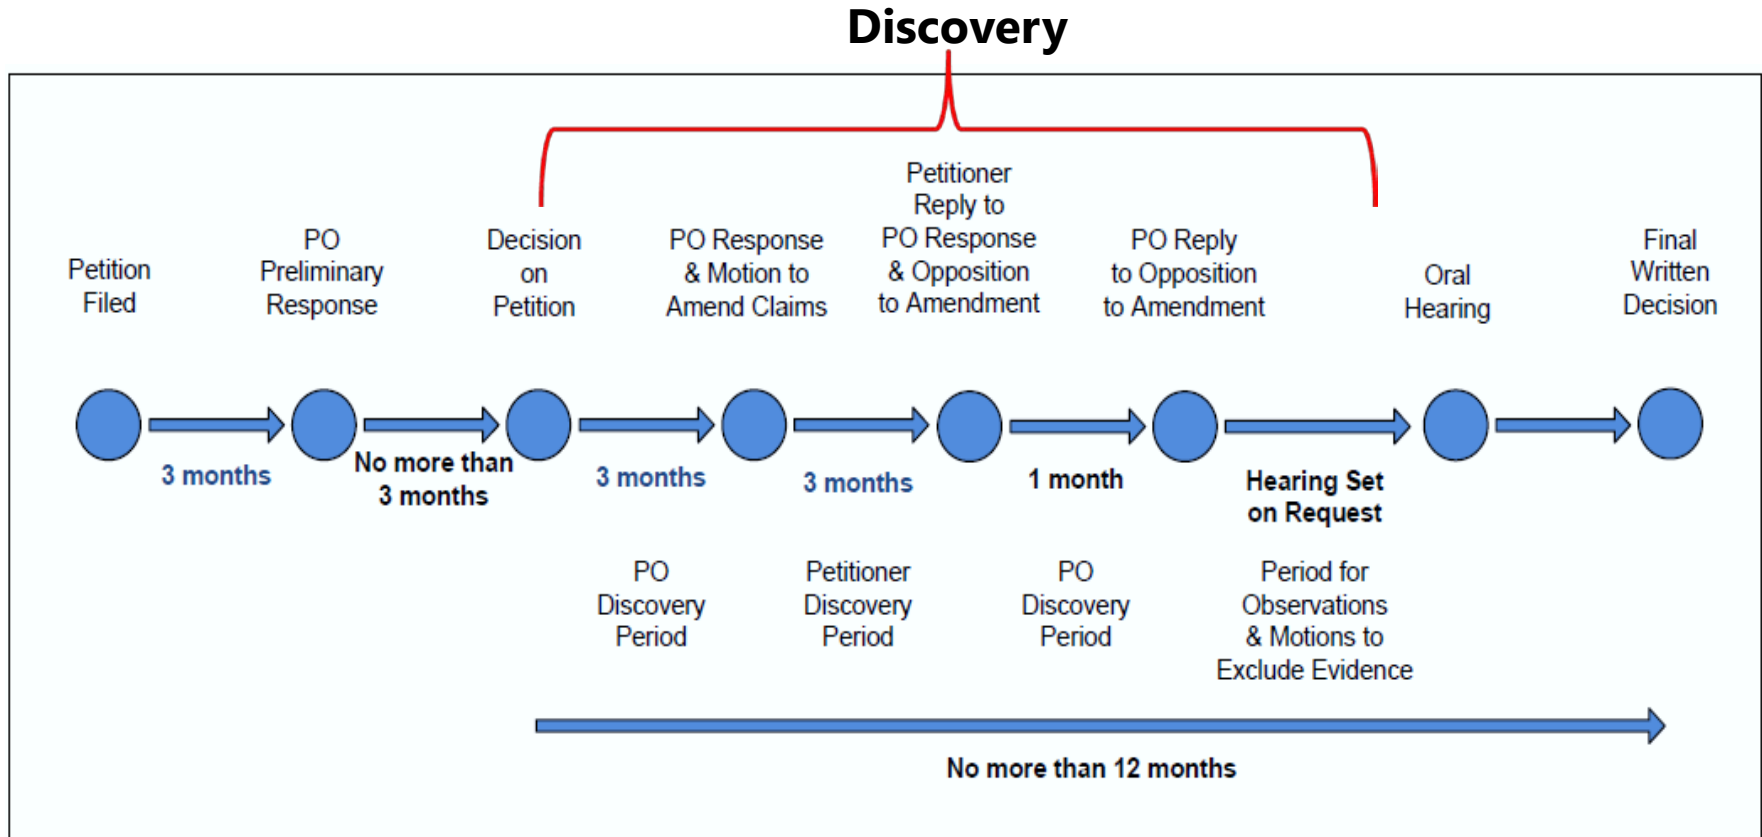 Discovery
Petition
Filed
PO
Preliminary
Response
Decision
on
Petition
PO Response
& Motion to
Amend Claims
Petitioner
Reply to
PO Response
& Opposition
to Amendment
PO Reply
to Opposition
to Amendment
Oral
Hearing
Final
Written
Decision
3 months
No more than
3 months
3 months
3 months
1 month
Hearing Set
on Request
PO
Discovery
Period
Petitioner
Discovery
Period
PO
Discovery
Period
Period for
Observations
& Motions to
Exclude Evidence
No more than 12 months